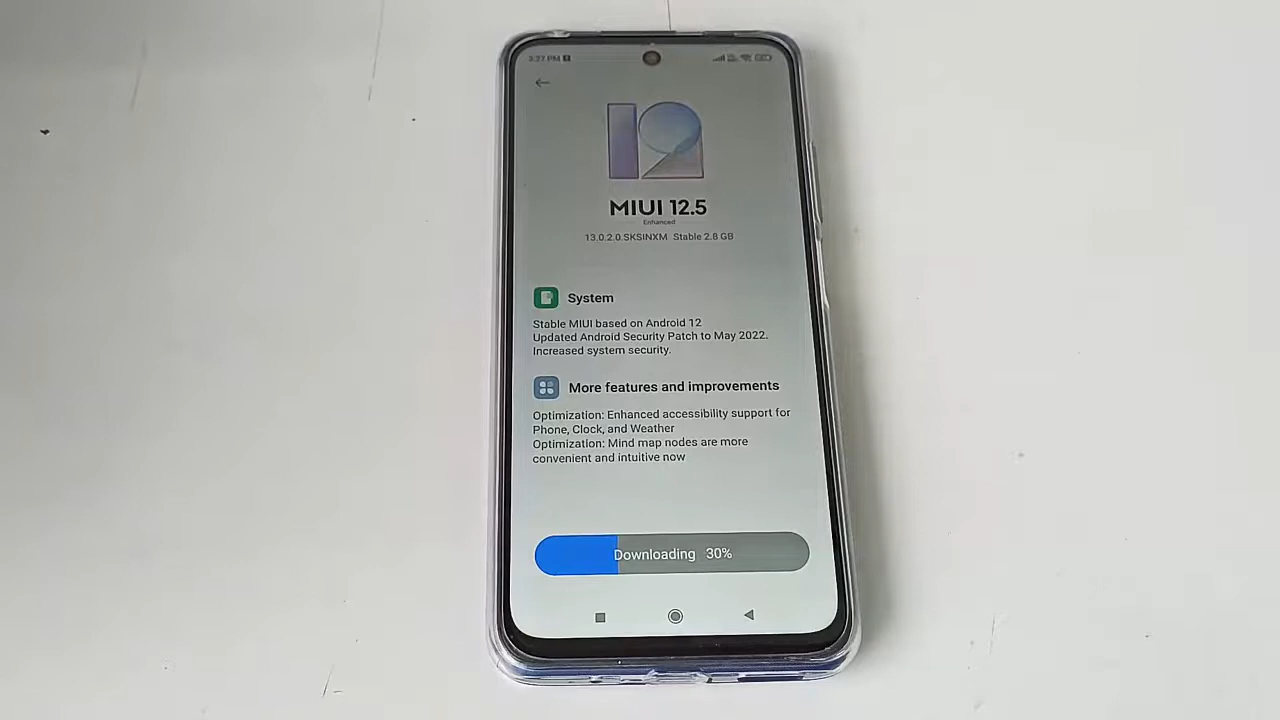 3:27 PM
12
MIUI 12.5
Enhanced
13.0.2.0.SKSINXM Stable 2.8 GB
System
Stable MIUI based on Android 12
Updated Android Security Patch to May 2022.
Increased system security.
More features and improvements
Optimization: Enhanced accessibility support for
Phone, Clock, and Weather
Optimization: Mind map nodes are more
convenient and intuitive now
Downloading 30%